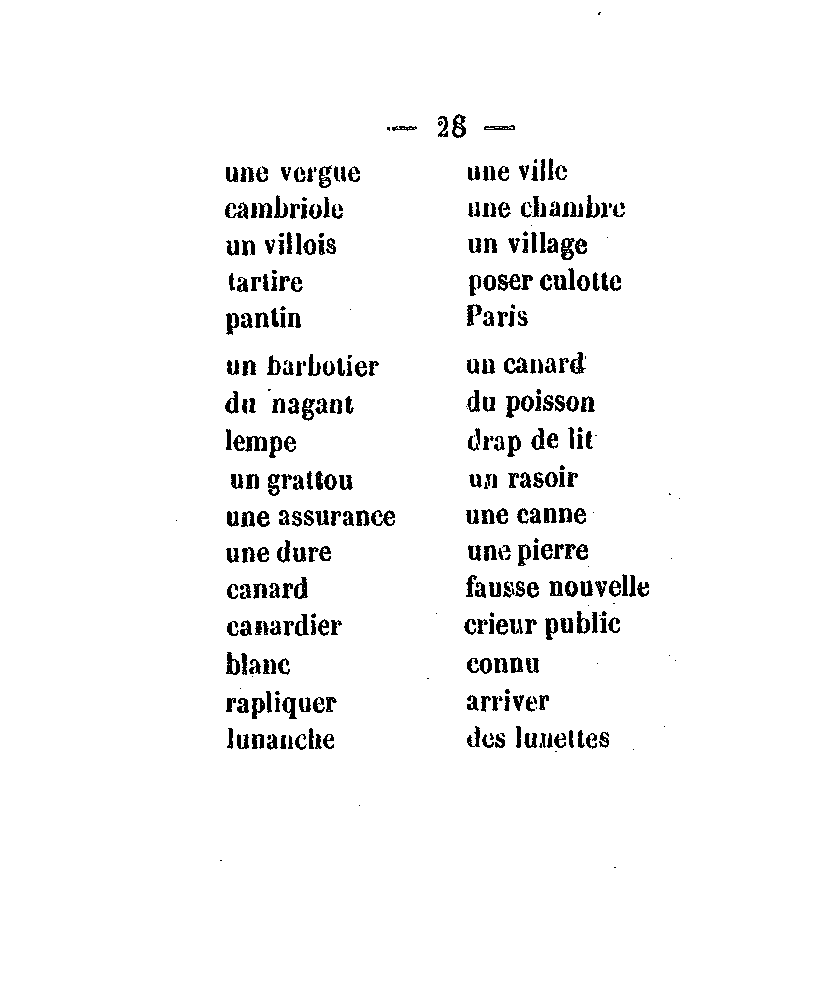 — 28 —
une vergue une ville
cambriole une chambre
un villois un village
tartire poser culotte
pantin Paris
un barbotier un canard
du nagant du poisson
lempe drap de lit
un grattou un rasoir
une assurance une canne
une dure une pierre
canard fausse nouvelle
canardier crieur public
blanc connu
rapliquer arriver
lunanche des lunettes